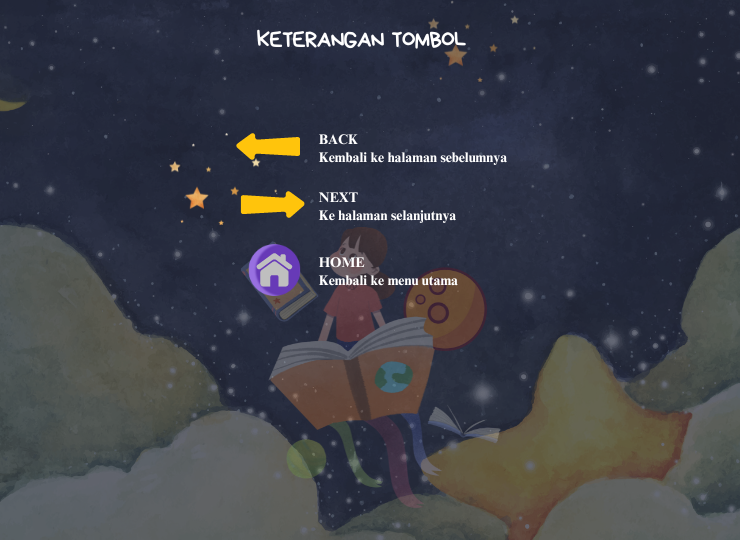 KETERANGAN TOMBOL
BACK
Kembali ke halaman sebelumnya
NEXT
Ke halaman selanjutnya
HOME
Kembali ke menu utama